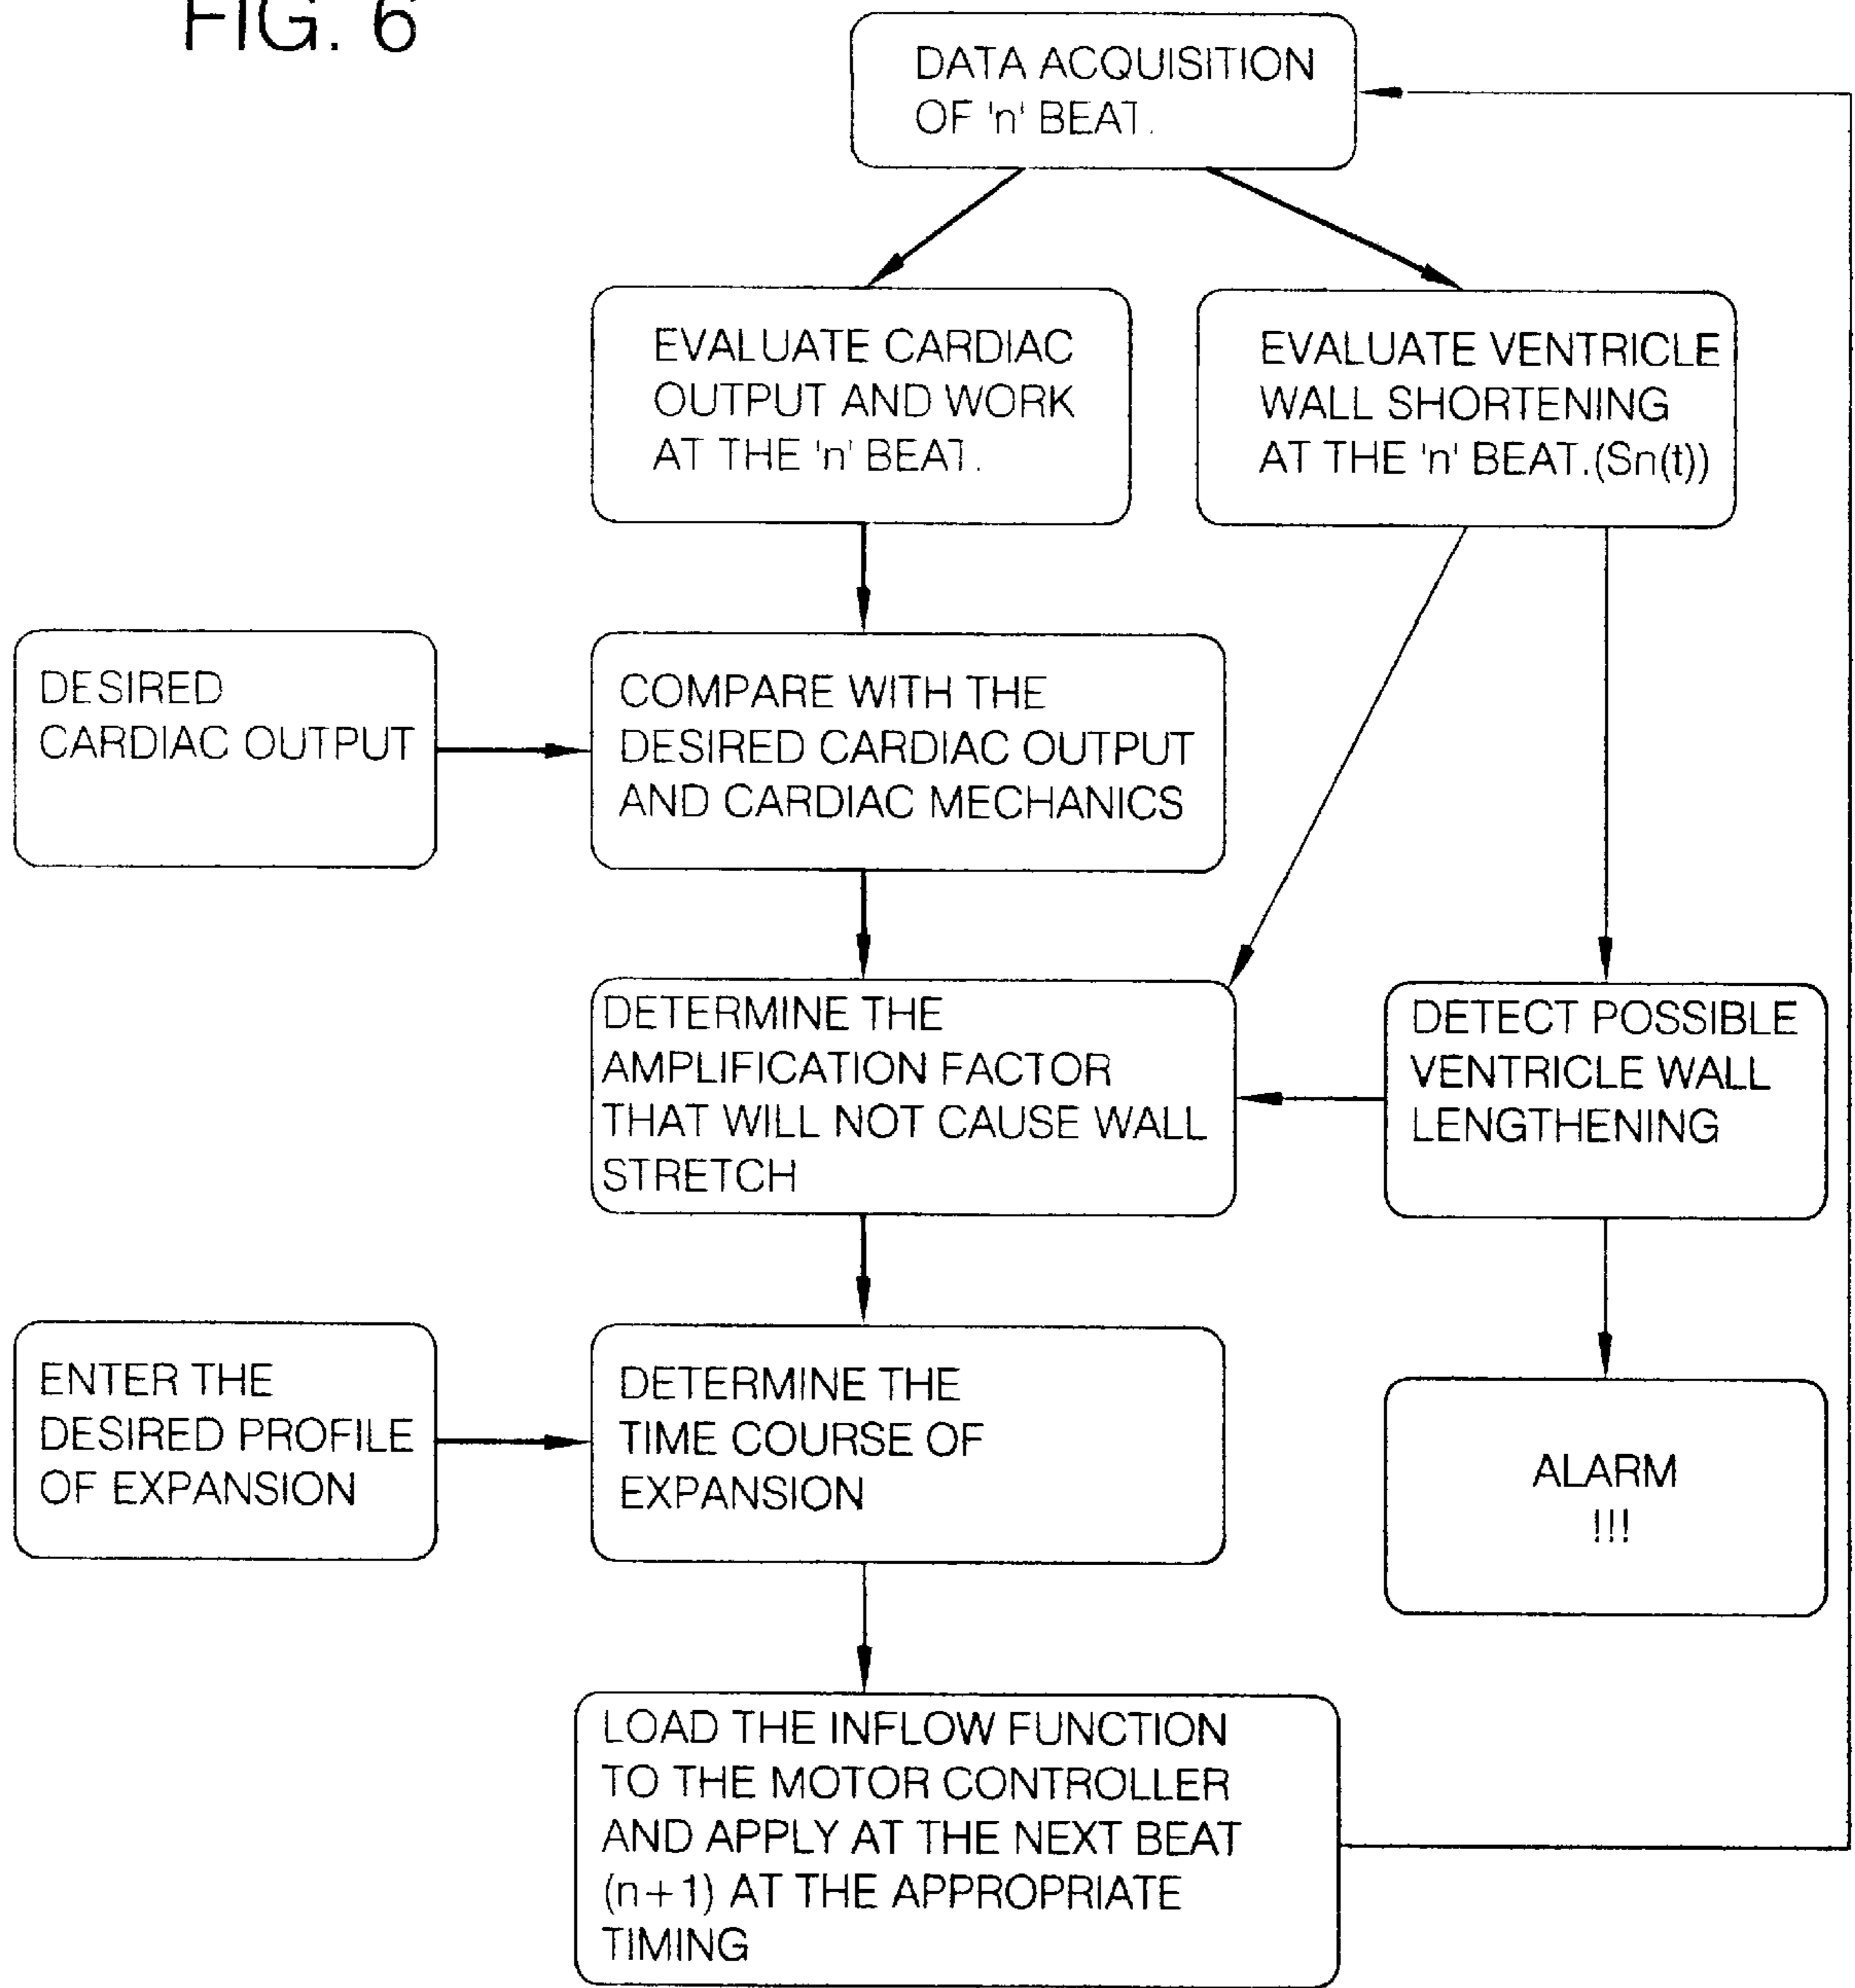 FIG. 6
DATA ACQUISITION
OF 'n' BEAT.
EVALUATE CARDIAC
OUTPUT AND WORK
AT THE 'n' BEAT.
EVALUATE VENTRICLE
WALL SHORTENING
AT THE 'n' BEAT.(Sn(t))
DESIRED
CARDIAC OUTPUT
COMPARE WITH THE
DESIRED CARDIAC OUTPUT
AND CARDIAC MECHANICS
DETERMINE THE
AMPLIFICATION FACTOR
THAT WILL NOT CAUSE WALL
STRETCH
DETECT POSSIBLE
VENTRICLE WALL
LENGTHENING
ENTER THE
DESIRED PROFILE
OF EXPANSION
DETERMINE THE
TIME COURSE OF
EXPANSION
ALARM
!!!
LOAD THE INFLOW FUNCTION
TO THE MOTOR CONTROLLER
AND APPLY AT THE NEXT BEAT
(n+1) AT THE APPROPRIATE
TIMING